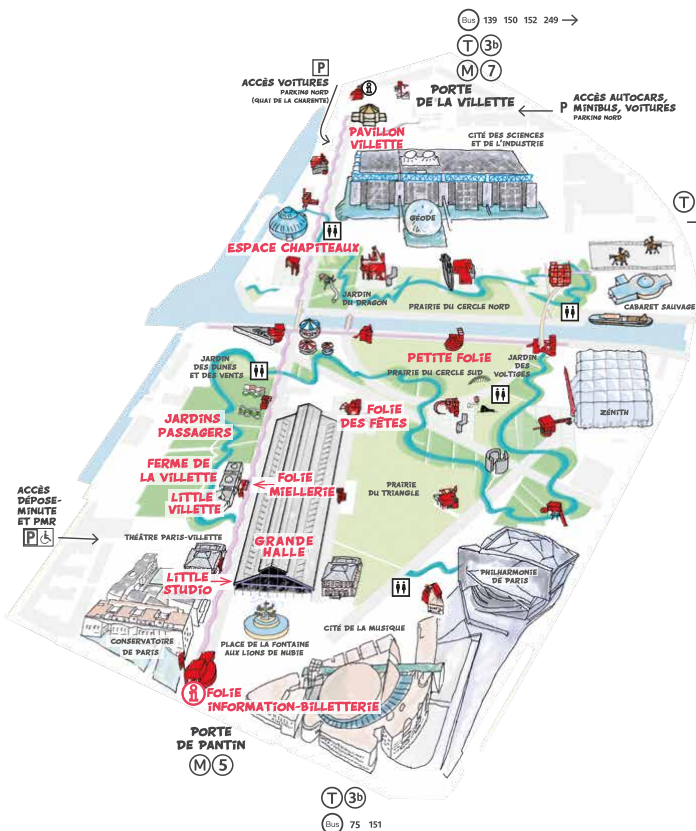 Bus 139 150 152 249
T 3b
M 7
P
ACCÈS VOITURES
PARKING NORD
(QUAI DE LA CHARENTE)
PORTE
DE LA VILLETTE
P ACCÈS AUTOCARS,
MINIBUS, VOITURES
PARKING NORD
PAVILLON
VILLETTE
CITÉ DES SCIENCES
ET DE L'INDUSTRIE
T
GÉODE
ESPACE CHAPITEAUX
JARDIN
DU DRAGON
PRAIRIE DU CERCLE NORD
CABARET SAUVAGE
JARDIN
DES DUNES
ET DES VENTS
PETITE FOLIE
PRAIRIE DU CERCLE SUD
JARDIN
DES
VOLTIGES
ZÉNITH
JARDINS
PASSAGERS
FOLIE
DES FÊTES
FERME DE
LA VILLETTE
FOLIE
MIELLERIE
LITTLE
VILLETTE
PRAIRIE
DU TRIANGLE
ACCÈS
DÉPOSE-
MINUTE
ET PMR
P
THÉÂTRE PARIS-VILLETTE
GRANDE
HALLE
LITTLE
STUDIO
PHILHARMONIE
DE PARIS
CONSERVATOIRE
DE PARIS
PLACE DE LA FONTAINE
AUX LIONS DE NUBIE
CITÉ DE LA MUSIQUE
i FOLIE
INFORMATION-BILLETTERIE
PORTE
DE PANTIN
M 5
T 3b
Bus 75 151